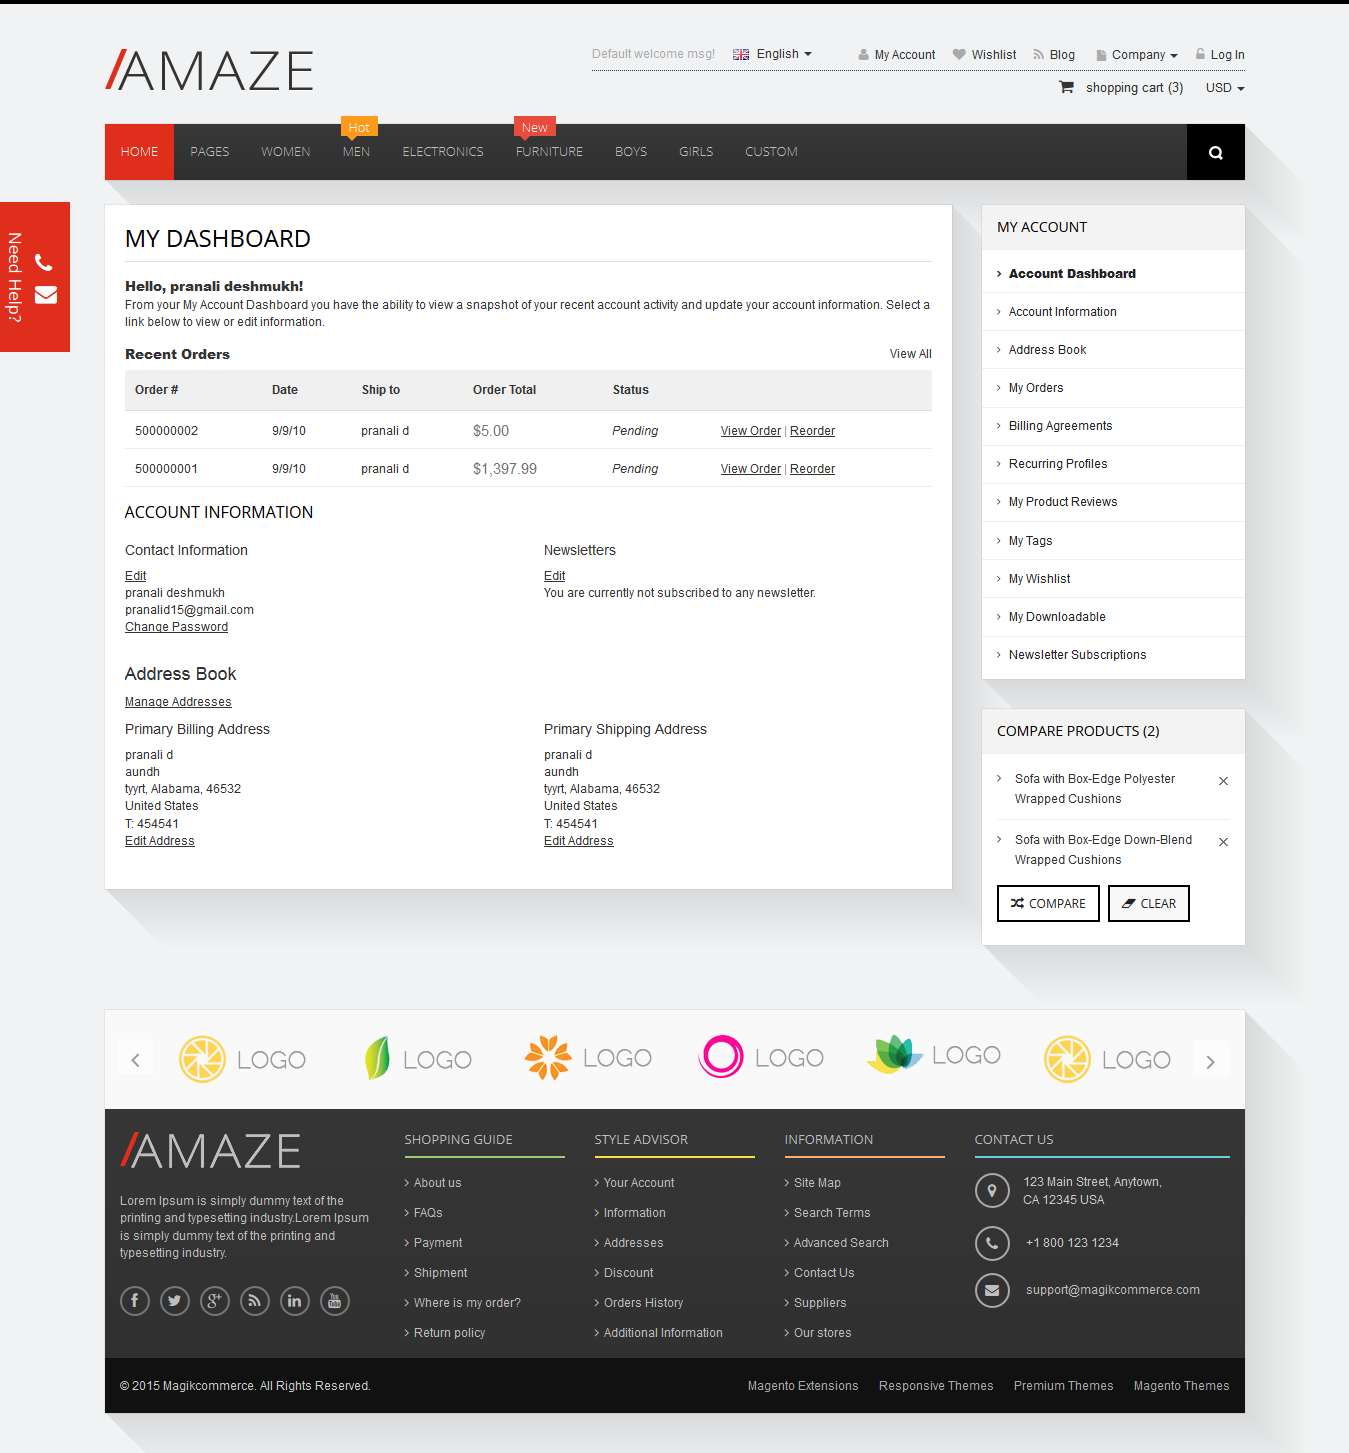 /AMAZE
Default welcome msg! English My Account Wishlist Blog Company Log In
shopping cart (3) USD
Hot New
HOME PAGES WOMEN MEN ELECTRONICS FURNITURE BOYS GIRLS CUSTOM
Need Help?
MY DASHBOARD
Hello, pranali deshmukh!
From your My Account Dashboard you have the ability to view a snapshot of your recent account activity and update your account information. Select a
link below to view or edit information.
Recent Orders View All
Order # Date Ship to Order Total Status
500000002 9/9/10 pranali d $5.00 Pending View Order | Reorder
500000001 9/9/10 pranali d $1,397.99 Pending View Order | Reorder
ACCOUNT INFORMATION
Contact Information
Edit
pranali deshmukh
pranalid15@gmail.com
Change Password
Newsletters
Edit
You are currently not subscribed to any newsletter.
Address Book
Manage Addresses
Primary Billing Address
pranali d
aundh
tyyrt, Alabama, 46532
United States
T: 454541
Edit Address
Primary Shipping Address
pranali d
aundh
tyyrt, Alabama, 46532
United States
T: 454541
Edit Address
MY ACCOUNT
Account Dashboard
Account Information
Address Book
My Orders
Billing Agreements
Recurring Profiles
My Product Reviews
My Tags
My Wishlist
My Downloadable
Newsletter Subscriptions
COMPARE PRODUCTS (2)
Sofa with Box-Edge Polyester
Wrapped Cushions
Sofa with Box-Edge Down-Blend
Wrapped Cushions
COMPARE CLEAR
LOGO LOGO LOGO LOGO LOGO LOGO
/AMAZE
Lorem Ipsum is simply dummy text of the
printing and typesetting industry.Lorem Ipsum
is simply dummy text of the printing and
typesetting industry.
f g+ in You Tube
SHOPPING GUIDE
About us
FAQs
Payment
Shipment
Where is my order?
Return policy
STYLE ADVISOR
Your Account
Information
Addresses
Discount
Orders History
Additional Information
INFORMATION
Site Map
Search Terms
Advanced Search
Contact Us
Suppliers
Our stores
CONTACT US
123 Main Street, Anytown,
CA 12345 USA
+1 800 123 1234
support@magikcommerce.com
© 2015 Magikcommerce. All Rights Reserved.
Magento Extensions Responsive Themes Premium Themes Magento Themes